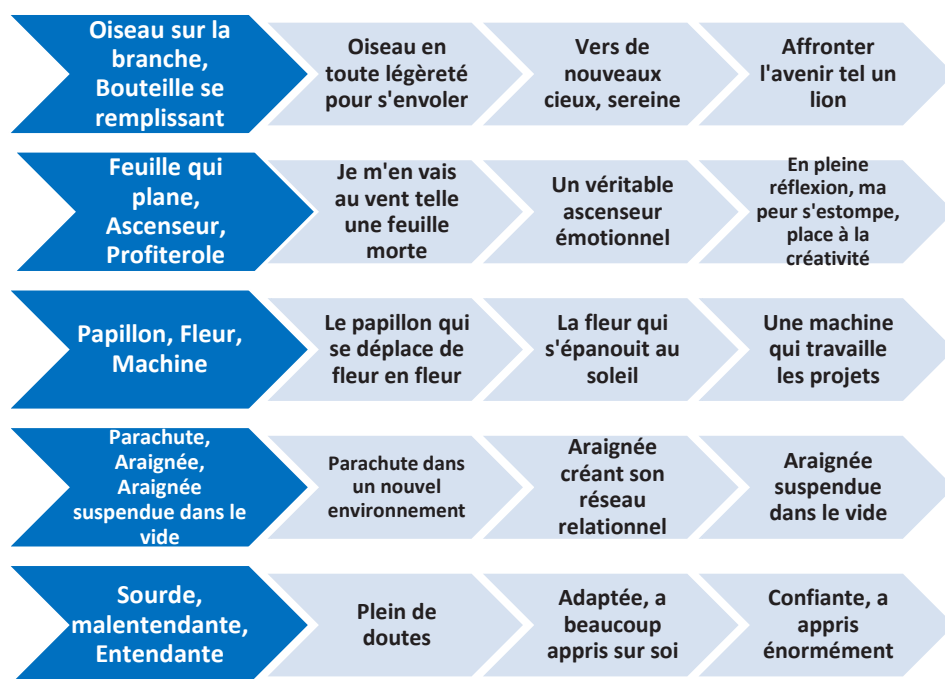 Oiseau sur la
branche,
Bouteille se
remplissant
Oiseau en
toute légèreté
pour s'envoler
Vers de
nouveaux
cieux, sereine
Affronter
l'avenir tel un
lion
Feuille qui
plane,
Ascenseur,
Profiterole
Je m'en vais
au vent telle
une feuille
morte
Un véritable
ascenseur
émotionnel
En pleine
réflexion, ma
peur s'estompe,
place à la
créativité
Papillon, Fleur,
Machine
Le papillon qui
se déplace de
fleur en fleur
La fleur qui
s'épanouit au
soleil
Une machine
qui travaille
les projets
Parachute,
Araignée,
Araignée
suspendue dans le
vide
Parachute dans
un nouvel
environnement
Araignée
créant son
réseau
relationnel
Araignée
suspendue
dans le vide
Sourde,
malentendante,
Entendante
Plein de
doutes
Adaptée, a
beaucoup
appris sur soi
Confiante, a
appris
énormément